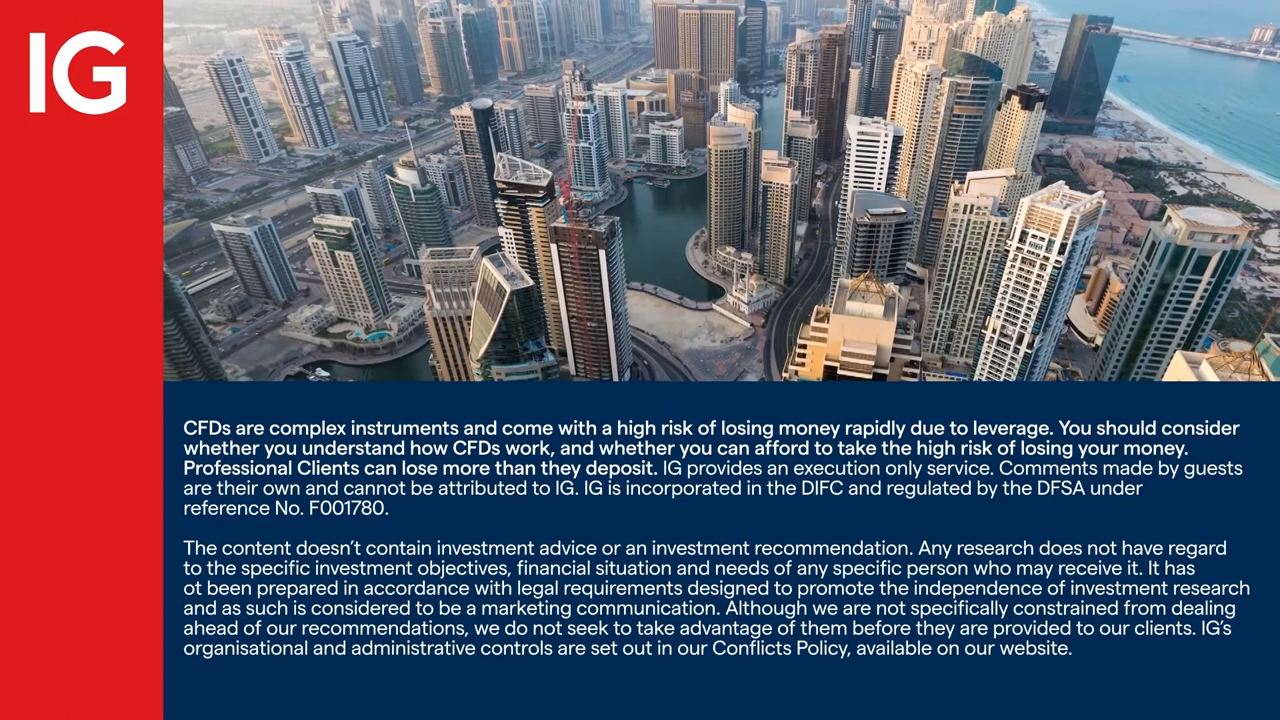 IG
CFDs are complex instruments and come with a high risk of losing money rapidly due to leverage. You should consider
whether you understand how CFDs work, and whether you can afford to take the high risk of losing your money.
Professional Clients can lose more than they deposit. IG provides an execution only service. Comments made by guests
are their own and cannot be attributed to IG. IG is incorporated in the DIFC and regulated by the DFSA under
reference No. F001780.
The content doesn’t contain investment advice or an investment recommendation. Any research does not have regard
to the specific investment objectives, financial situation and needs of any specific person who may receive it. It has
ot been prepared in accordance with legal requirements designed to promote the independence of investment research
and as such is considered to be a marketing communication. Although we are not specifically constrained from dealing
ahead of our recommendations, we do not seek to take advantage of them before they are provided to our clients. IG’s
organisational and administrative controls are set out in our Conflicts Policy, available on our website.